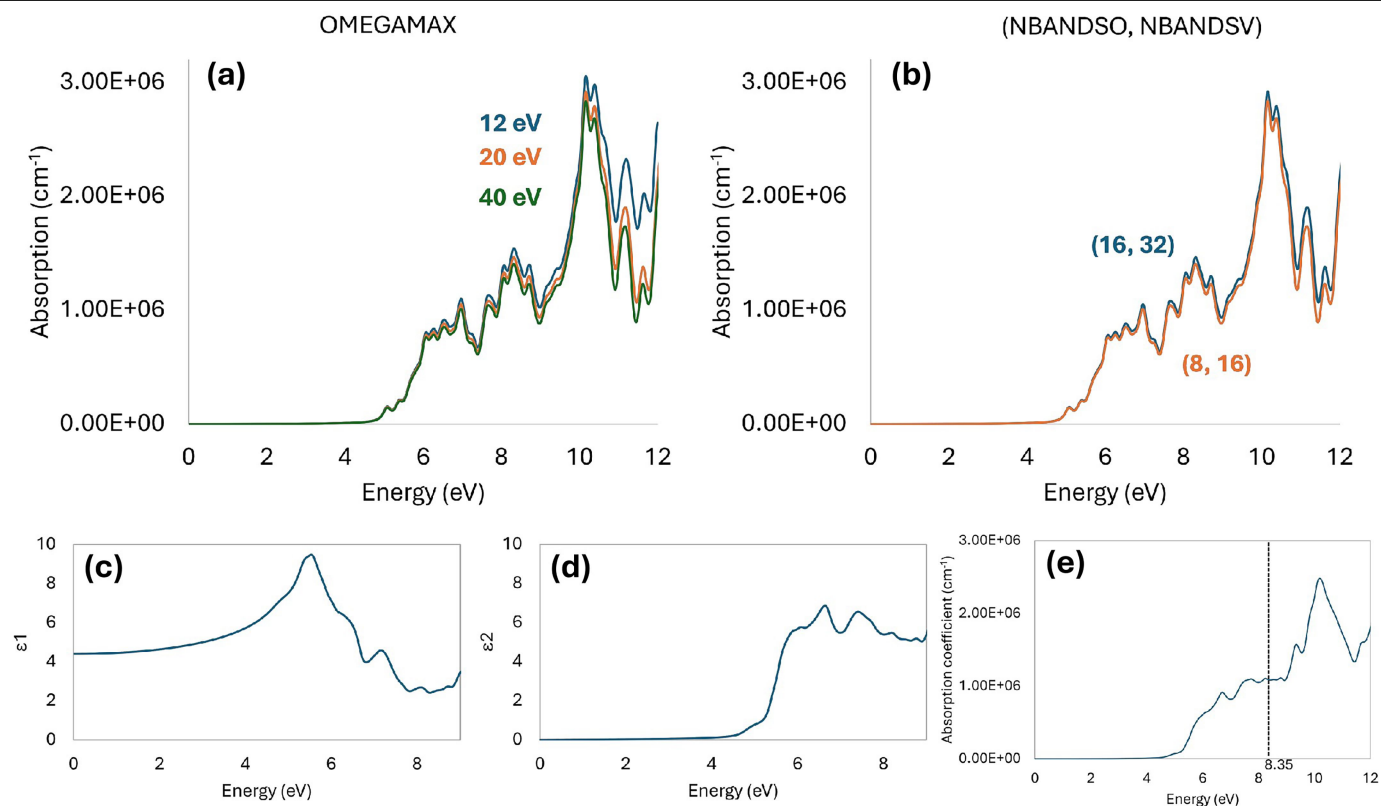 OMEGAMAX
(NBANDSO, NBANDSV)
(a)
3.00E+06
2.00E+06
1.00E+06
0.00E+00
Absorption (cm-1)
12 eV
20 eV
40 eV
0 2 4 6 8 10 12
Energy (eV)
(b)
3.00E+06
2.00E+06
1.00E+06
0.00E+00
Absorption (cm-1)
(16, 32)
(8, 16)
0 2 4 6 8 10 12
Energy (eV)
(c)
10
8
6
4
2
0
ε1
0 2 4 6 8
Energy (eV)
(d)
10
8
6
4
2
0
ε2
0 2 4 6 8
Energy (eV)
(e)
3.00E+06
2.00E+06
1.00E+06
0.00E+00
Absorption coefficient (cm-1)
8.35
0 2 4 6 8 10 12
Energy (eV)